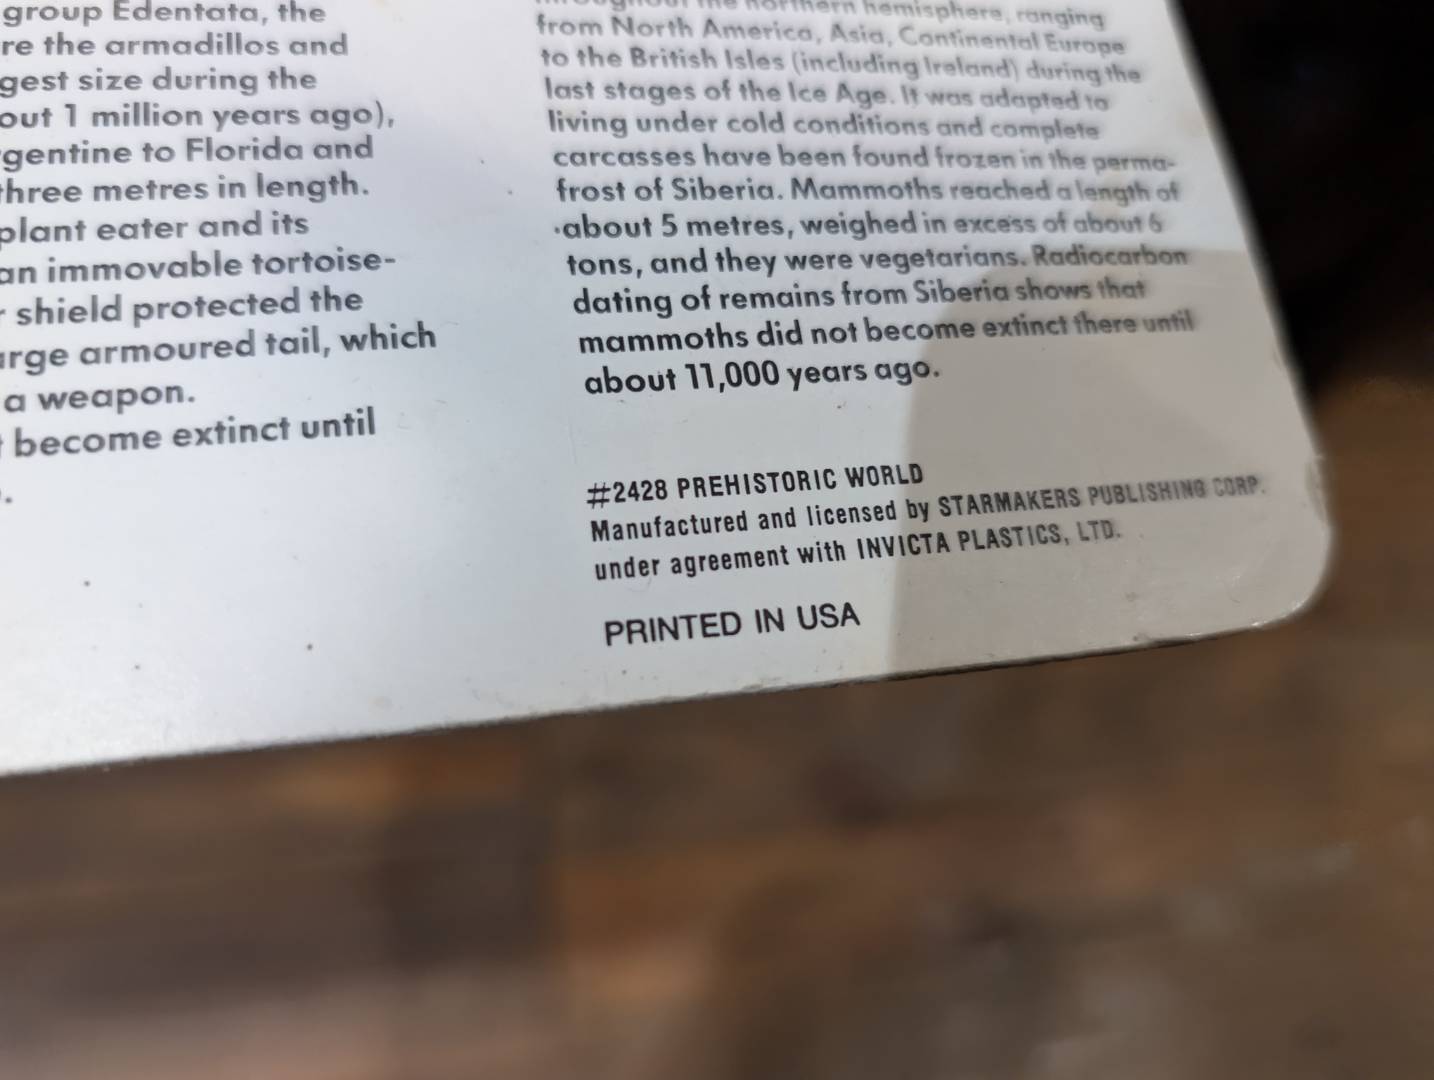 group Edentata, the
re the armadillos and
gest size during the
out 1 million years ago),
gentine to Florida and
three metres in length.
plant eater and its
an immovable tortoise-
shield protected the
arge armoured tail, which
a weapon.
become extinct until
.
throughout the northern hemisphere, ranging
from North America, Asia, Continental Europe
to the British Isles (including Ireland) during the
last stages of the Ice Age. It was adapted to
living under cold conditions and complete
carcasses have been found frozen in the perma-
frost of Siberia. Mammoths reached a length of
about 5 metres, weighed in excess of about 6
tons, and they were vegetarians. Radiocarbon
dating of remains from Siberia shows that
mammoths did not become extinct there until
about 11,000 years ago.
#2428 PREHISTORIC WORLD
Manufactured and licensed by STARMAKERS PUBLISHING CORP.
under agreement with INVICTA PLASTICS, LTD.
PRINTED IN USA